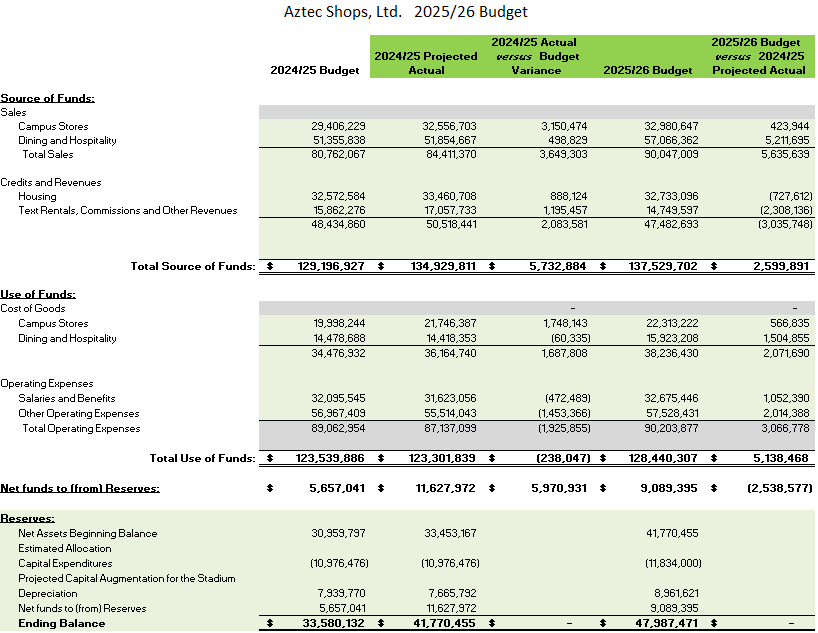 Aztec Shops, Ltd. 2025/26 Budget
2024/25 Actual 2025/26 Budget
2024/25 Projected versus Budget versus 2024/25
2024/25 Budget Actual Variance 2025/26 Budget Projected Actual
Source of Funds:
Sales
Campus Stores 29,406,229 32,556,703 3,150,474 32,980,647 423,944
Dining and Hospitality 51,355,838 51,854,667 498,829 57,066,362 5,211,695
Total Sales 80,762,067 84,411,370 3,649,303 90,047,009 5,635,639
Credits and Revenues
Housing 32,572,584 33,460,708 888,124 32,733,096 (727,612)
Text Rentals, Commissions and Other Revenues 15,862,276 17,057,733 1,195,457 14,749,597 (2,308,136)
48,434,860 50,518,441 2,083,581 47,482,693 (3,035,748)
Total Source of Funds: $ 129,196,927 $ 134,929,811 $ 5,732,884 $ 137,529,702 $ 2,599,891
Use of Funds:
Cost of Goods - -
Campus Stores 19,998,244 21,746,387 1,748,143 22,313,222 566,835
Dining and Hospitality 14,478,688 14,418,353 (60,335) 15,923,208 1,504,855
34,476,932 36,164,740 1,687,808 38,236,430 2,071,690
Operating Expenses
Salaries and Benefits 32,095,545 31,623,056 (472,489) 32,675,446 1,052,390
Other Operating Expenses 56,967,409 55,514,043 (1,453,366) 57,528,431 2,014,388
Total Operating Expenses 89,062,954 87,137,099 (1,925,855) 90,203,877 3,066,778
Total Use of Funds: $ 123,539,886 $ 123,301,839 $ (238,047) $ 128,440,307 $ 5,138,468
Net funds to (from) Reserves: $ 5,657,041 $ 11,627,972 $ 5,970,931 $ 9,089,395 $ (2,538,577)
Reserves:
Net Assets Beginning Balance 30,959,797 33,453,167 41,770,455
Estimated Allocation
Capital Expenditures (10,976,476) (10,976,476) (11,834,000)
Projected Capital Augmentation for the Stadium
Depreciation 7,939,770 7,665,792 8,961,621
Net funds to (from) Reserves 5,657,041 11,627,972 9,089,395
Ending Balance $ 33,580,132 $ 41,770,455 $ - $ 47,987,471 $ -